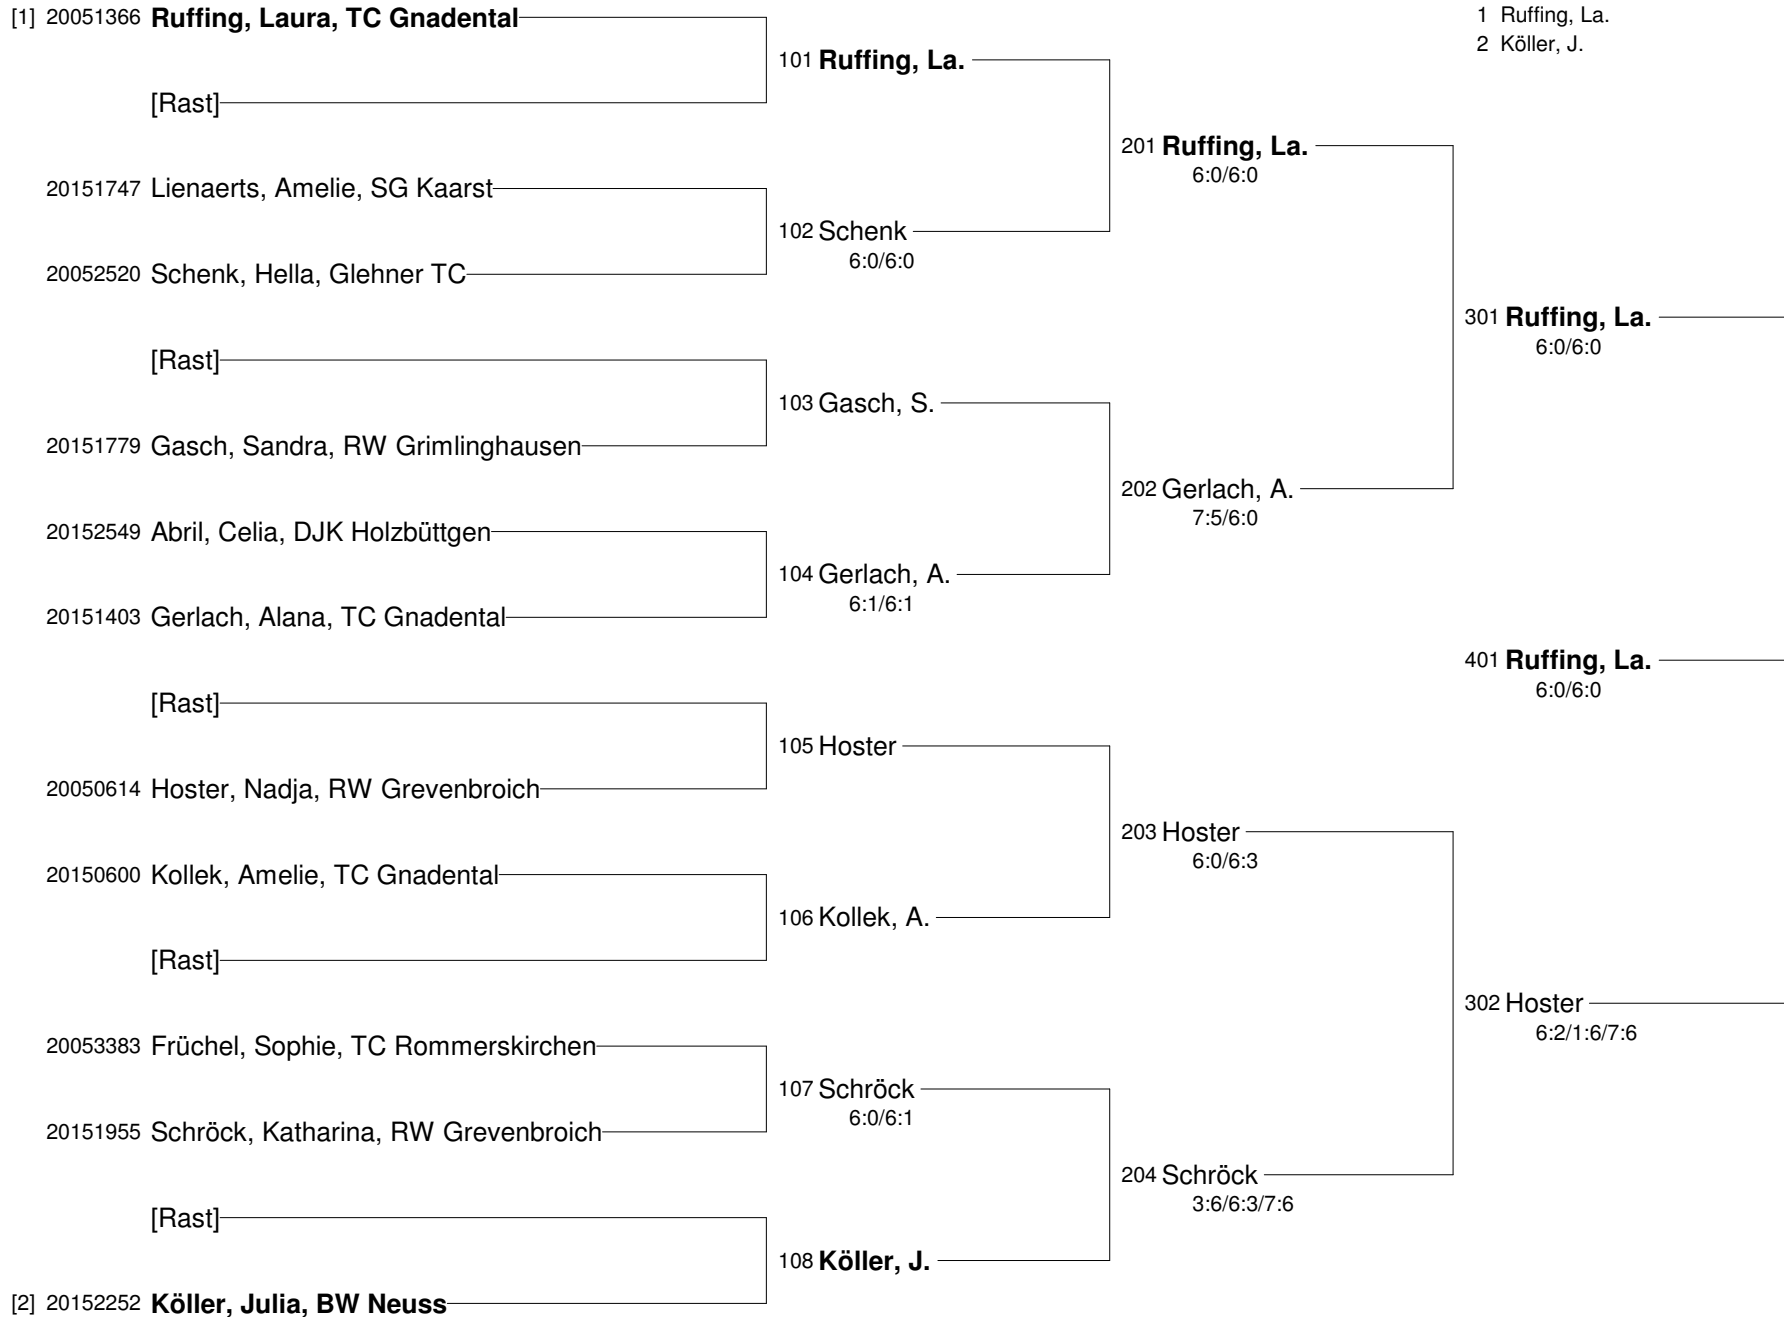 [1] 20051366 Ruffing, Laura, TC Gnadental
[Rast]
20151747 Lienaerts, Amelie, SG Kaarst
20052520 Schenk, Hella, Glehner TC
[Rast]
20151779 Gasch, Sandra, RW Grimlinghausen
20152549 Abril, Celia, DJK Holzbüttgen
20151403 Gerlach, Alana, TC Gnadental
[Rast]
20050614 Hoster, Nadja, RW Grevenbroich
20150600 Kollek, Amelie, TC Gnadental
[Rast]
20053383 Früchel, Sophie, TC Rommerskirchen
20151955 Schröck, Katharina, RW Grevenbroich
[Rast]
[2] 20152252 Köller, Julia, BW Neuss
101 Ruffing, La.
102 Schenk
6:0/6:0
103 Gasch, S.
104 Gerlach, A.
6:1/6:1
105 Hoster
106 Kollek, A.
107 Schröck
6:0/6:1
108 Köller, J.
201 Ruffing, La.
6:0/6:0
202 Gerlach, A.
7:5/6:0
203 Hoster
6:0/6:3
204 Schröck
3:6/6:3/7:6
1 Ruffing, La.
2 Köller, J.
301 Ruffing, La.
6:0/6:0
401 Ruffing, La.
6:0/6:0
302 Hoster
6:2/1:6/7:6